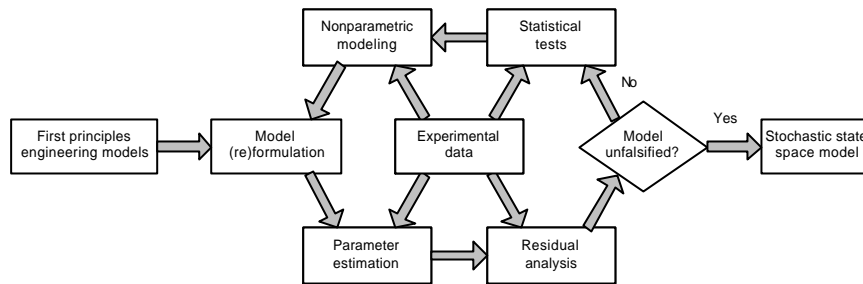 Nonparametric
modeling
Statistical
tests
No
Yes
First principles
engineering models
Model
(re)formulation
Experimental
data
Model
unfalsified?
Stochastic state
space model
Parameter
estimation
Residual
analysis